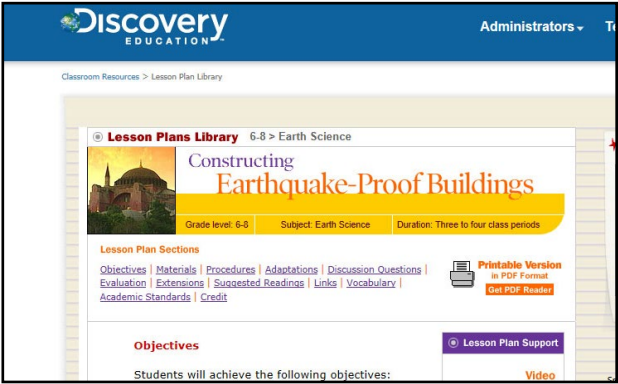 Discovery
EDUCATION™
Administrators
Classroom Resources > Lesson Plan Library
Lesson Plans Library 6-8 > Earth Science
Constructing
Earthquake-Proof Buildings
Grade level: 6-8 Subject: Earth Science Duration: Three to four class periods
Lesson Plan Sections
Objectives | Materials | Procedures | Adaptations | Discussion Questions |
Evaluation | Extensions | Suggested Readings | Links | Vocabulary |
Academic Standards | Credit
Printable Version
in PDF Format
Get PDF Reader
Objectives
Lesson Plan Support
Students will achieve the following objectives:
Video